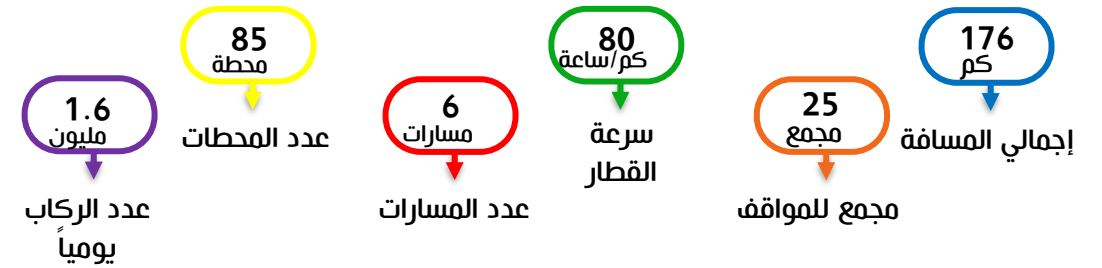 176
كم
إجمالي المسافة
25
مجمع
مجمع للمواقف
80
كم/ساعة
سرعة
القطار
6
مسارات
عدد المسارات
85
محطة
عدد المحطات
1.6
مليون
عدد الركاب
يومياً